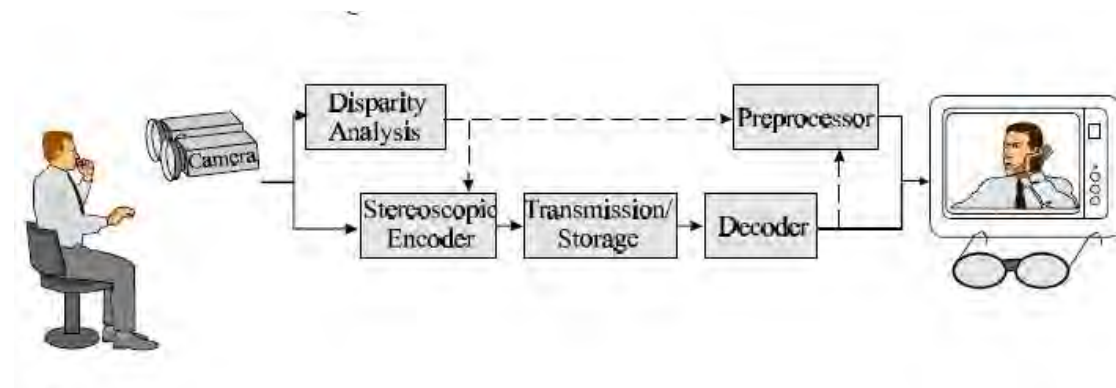 Camera
Disparity
Analysis
Preprocessor
Stereoscopic
Encoder
Transmission/
Storage
Decoder